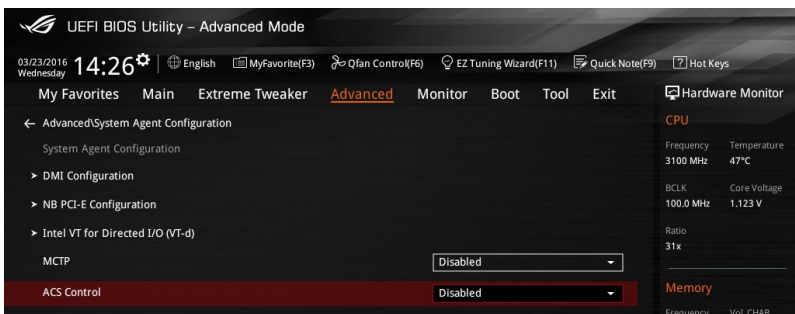 UEFI BIOS Utility – Advanced Mode
03/23/2016
Wednesday
14:26
English
MyFavorite(F3)
Qfan Control(F6)
EZ Tuning Wizard(F11)
Quick Note(F9)
? Hot Keys
My Favorites Main Extreme Tweaker Advanced Monitor Boot Tool Exit
Hardware Monitor
← Advanced\System Agent Configuration
System Agent Configuration
> DMI Configuration
> NB PCI-E Configuration
> Intel VT for Directed I/O (VT-d)
MCTP Disabled
ACS Control Disabled
CPU
Frequency Temperature
3100 MHz 47°C
BCLK Core Voltage
100.0 MHz 1.123 V
Ratio
31x
Memory
Frequency Vol_CHAB